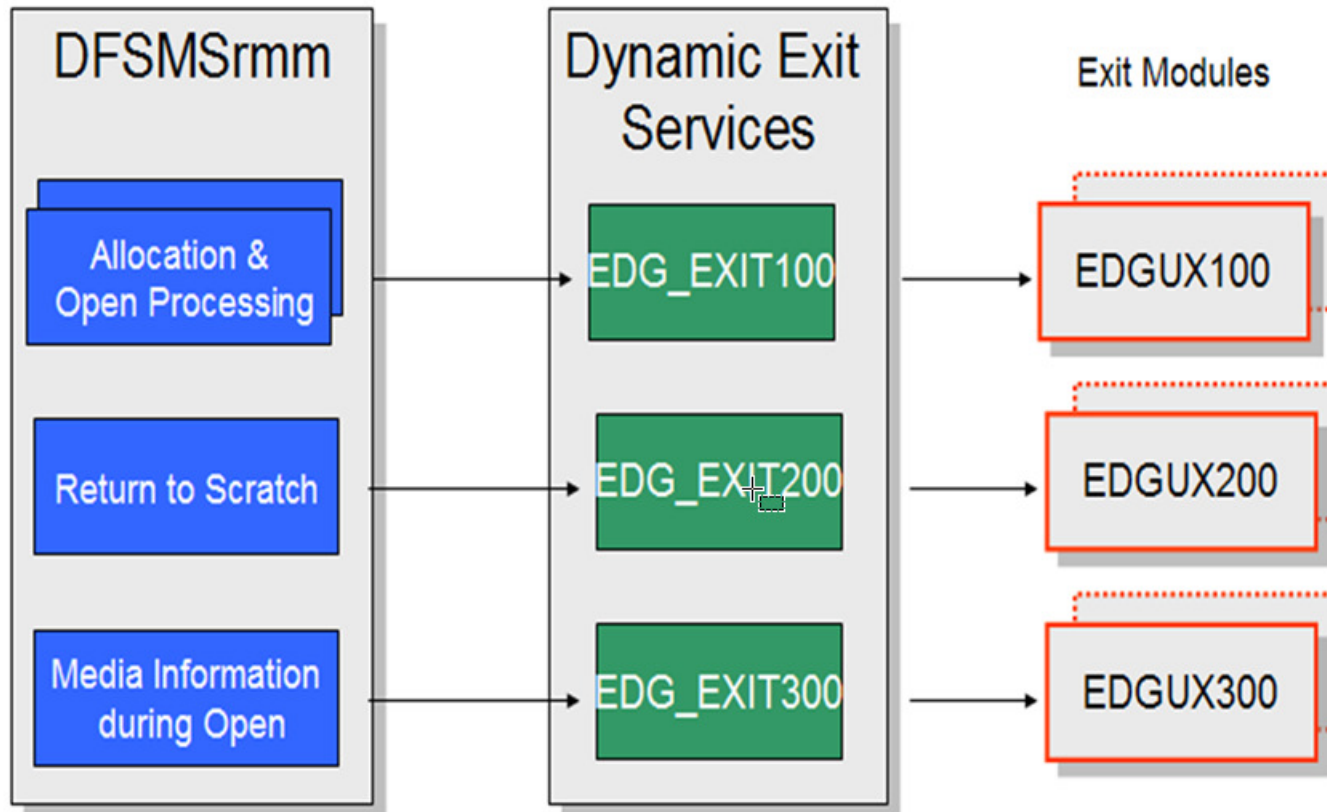 DFSMSrmm
Allocation &
Open Processing
Return to Scratch
Media Information
during Open
Dynamic Exit
Services
EDG_EXIT100
EDG_EXIT200
EDG_EXIT300
Exit Modules
EDGUX100
EDGUX200
EDGUX300